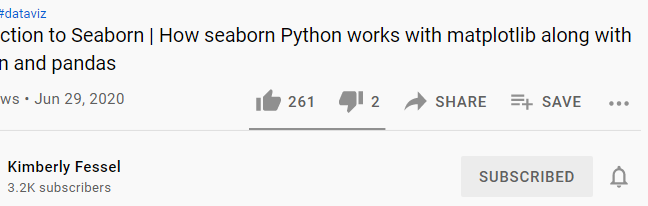 #dataviz
ction to Seaborn | How seaborn Python works with matplotlib along with
n and pandas
ws • Jun 29, 2020
261
2
SHARE
SAVE
Kimberly Fessel
3.2K subscribers
SUBSCRIBED